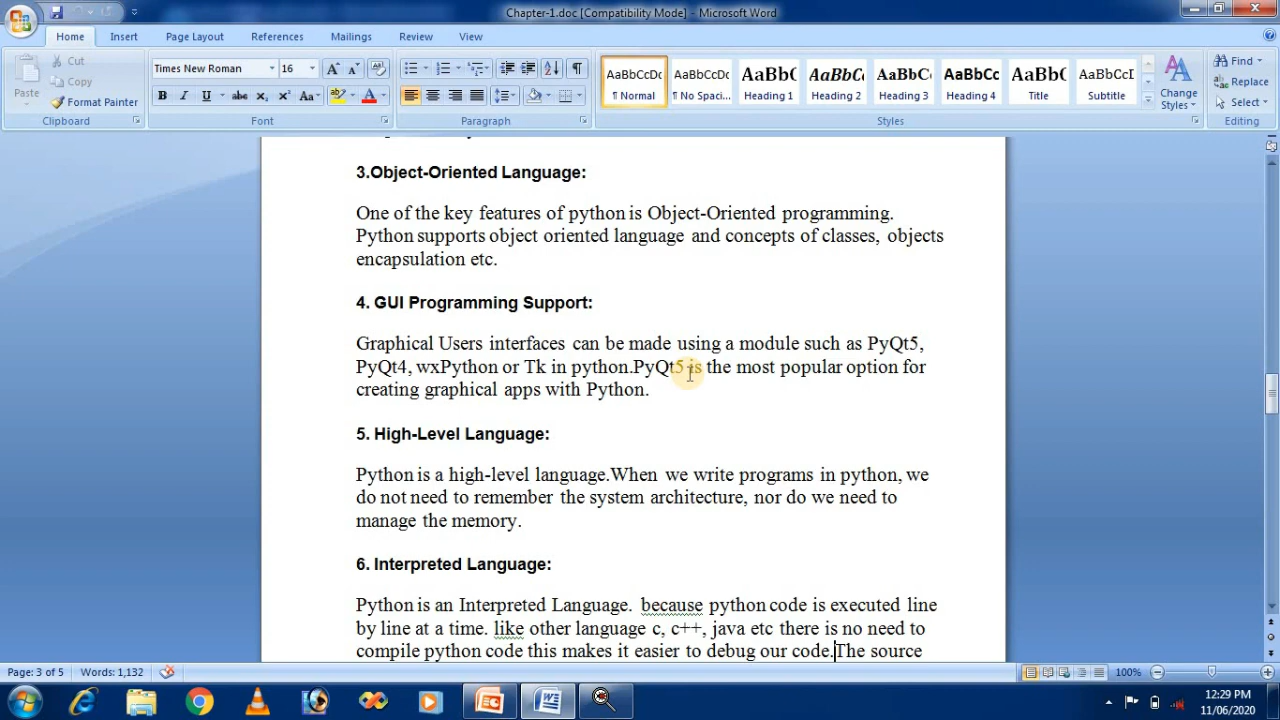 Chapter-1.doc [Compatibility Mode] - Microsoft Word
Home Insert Page Layout References Mailings Review View
Paste
Cut
Copy
Format Painter
Clipboard
Times New Roman 16
B I U abc x₂ x² Aa
Font
Paragraph
AaBbCcDc AaBbCcDc AaBbC AaBbCc AaBbCc AaBbCc AaBbC AaBbCcI
¶ Normal ¶ No Spaci... Heading 1 Heading 2 Heading 3 Heading 4 Title Subtitle
Change Styles
Styles
Find
Replace
Select
Editing
3.Object-Oriented Language:
One of the key features of python is Object-Oriented programming.
Python supports object oriented language and concepts of classes, objects
encapsulation etc.
4. GUI Programming Support:
Graphical Users interfaces can be made using a module such as PyQt5,
PyQt4, wxPython or Tk in python.PyQt5 is the most popular option for
creating graphical apps with Python.
5. High-Level Language:
Python is a high-level language.When we write programs in python, we
do not need to remember the system architecture, nor do we need to
manage the memory.
6. Interpreted Language:
Python is an Interpreted Language. because python code is executed line
by line at a time. like other language c, c++, java etc there is no need to
compile python code this makes it easier to debug our code.The source
Page: 3 of 5 Words: 1,132 100%
12:29 PM
11/06/2020